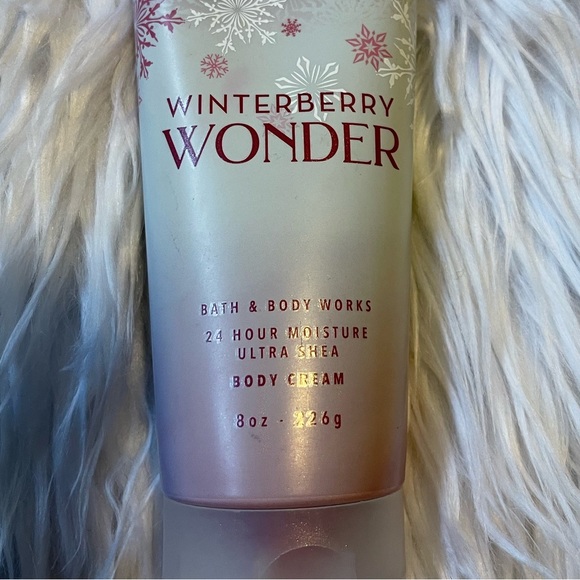 WINTERBERRY
WONDER
BATH & BODY WORKS
24 HOUR MOISTURE
ULTRA SHEA
BODY CREAM
8oz - 226g